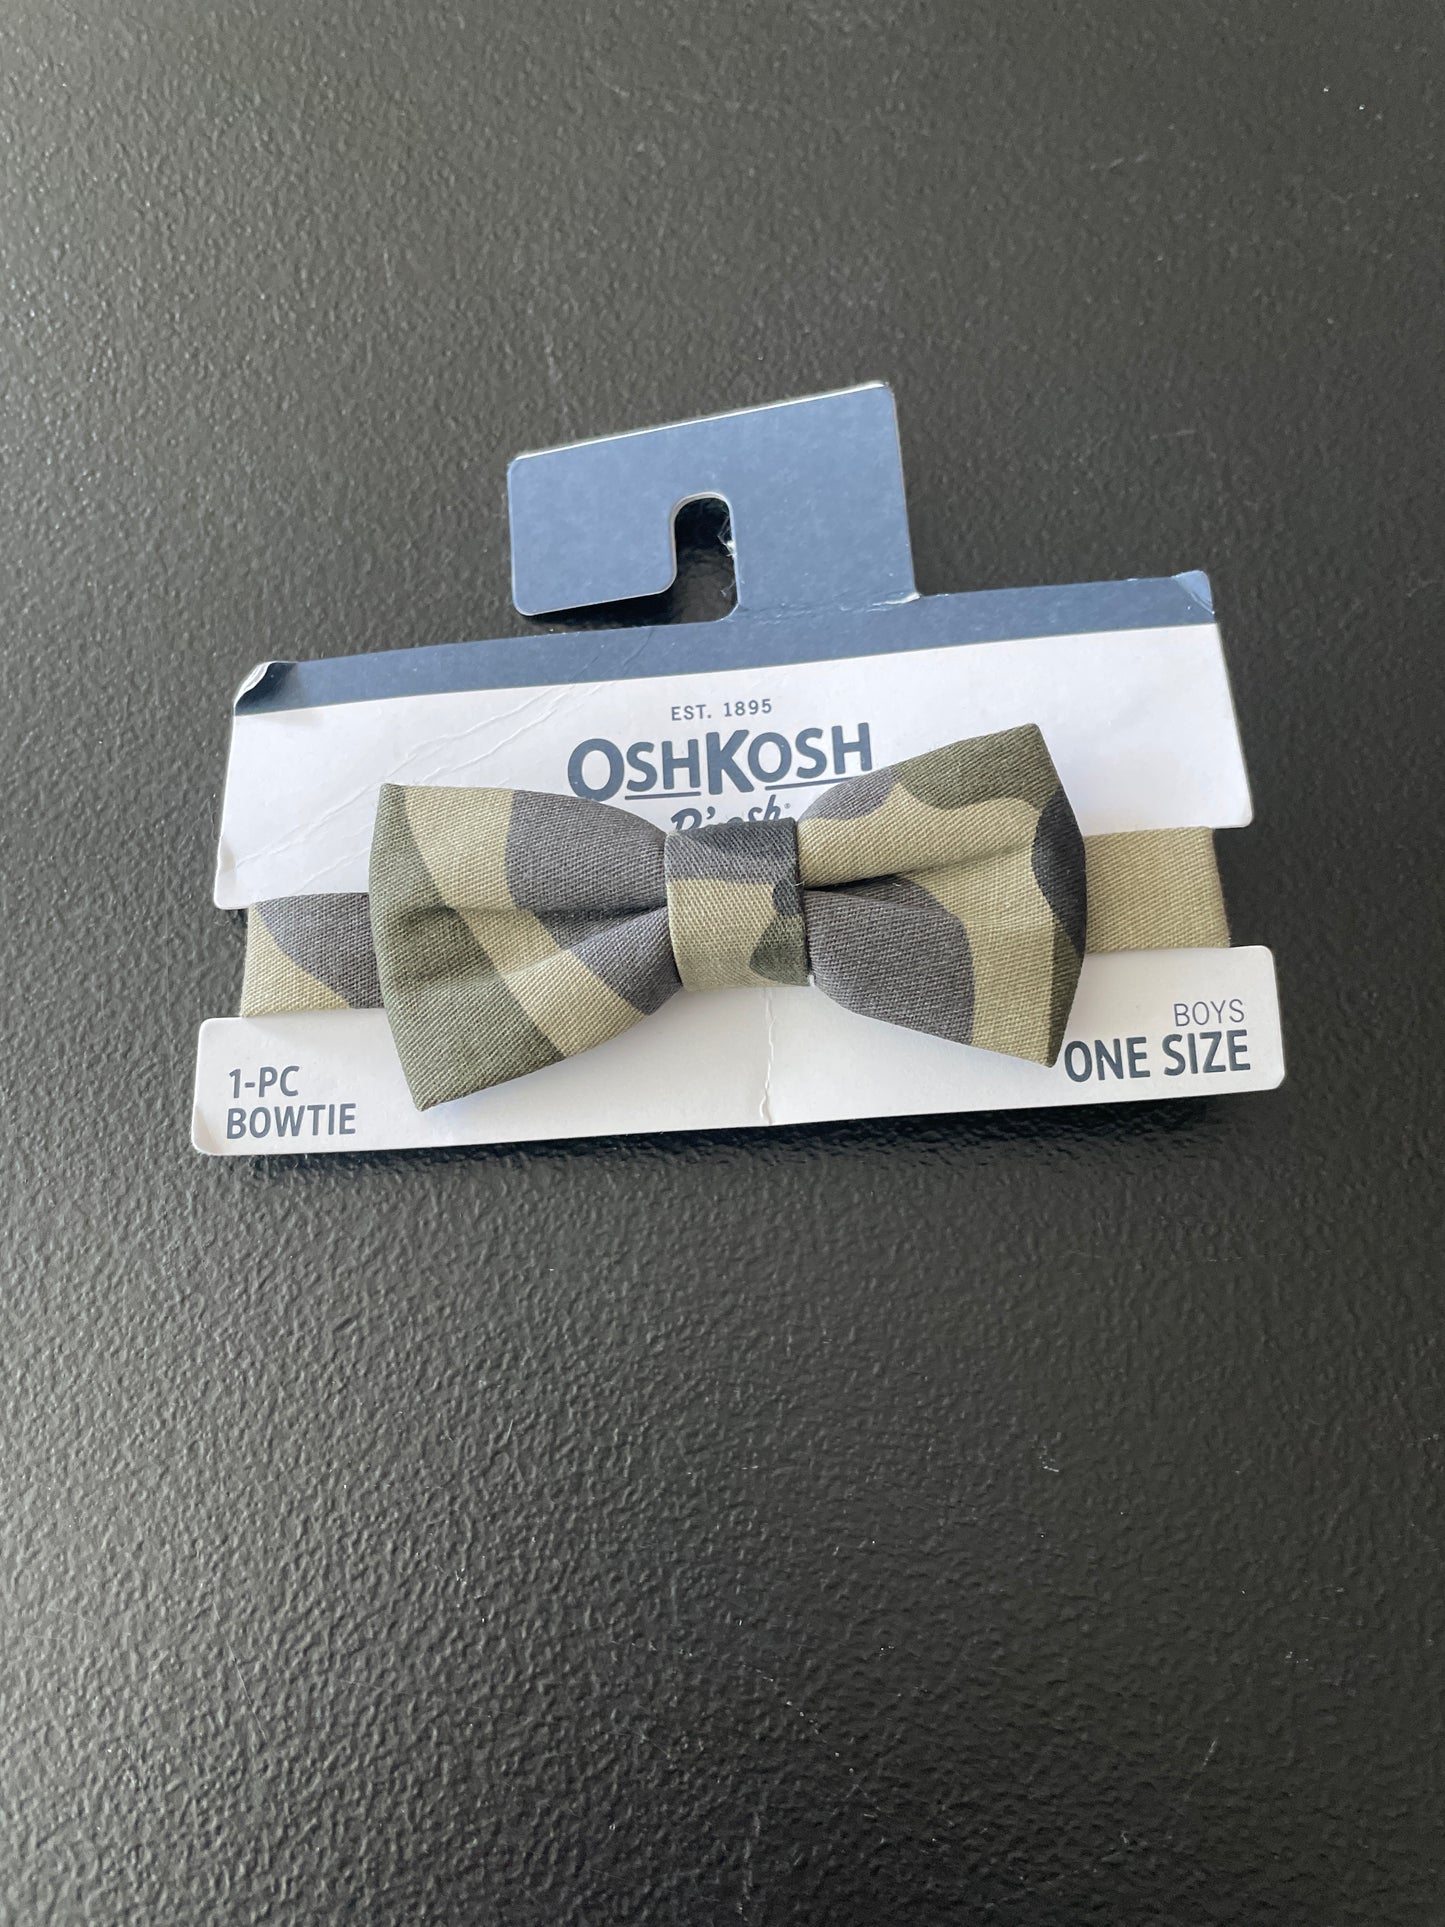 EST. 1895
OSHKOSH
1-PC
BOWTIE
BOYS
ONE SIZE